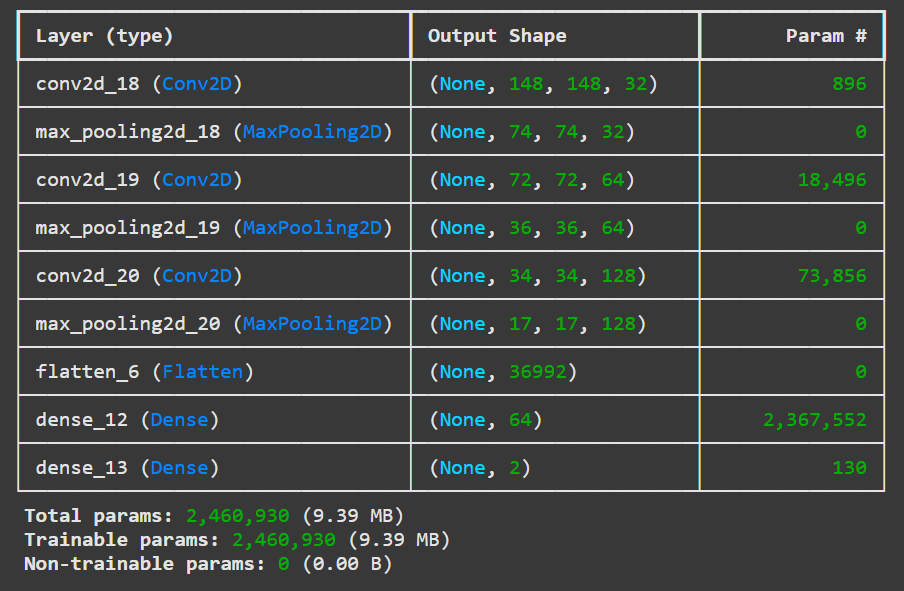 Layer (type) Output Shape Param #
conv2d_18 (Conv2D) (None, 148, 148, 32) 896
max_pooling2d_18 (MaxPooling2D) (None, 74, 74, 32) 0
conv2d_19 (Conv2D) (None, 72, 72, 64) 18,496
max_pooling2d_19 (MaxPooling2D) (None, 36, 36, 64) 0
conv2d_20 (Conv2D) (None, 34, 34, 128) 73,856
max_pooling2d_20 (MaxPooling2D) (None, 17, 17, 128) 0
flatten_6 (Flatten) (None, 36992) 0
dense_12 (Dense) (None, 64) 2,367,552
dense_13 (Dense) (None, 2) 130
Total params: 2,460,930 (9.39 MB)
Trainable params: 2,460,930 (9.39 MB)
Non-trainable params: 0 (0.00 B)